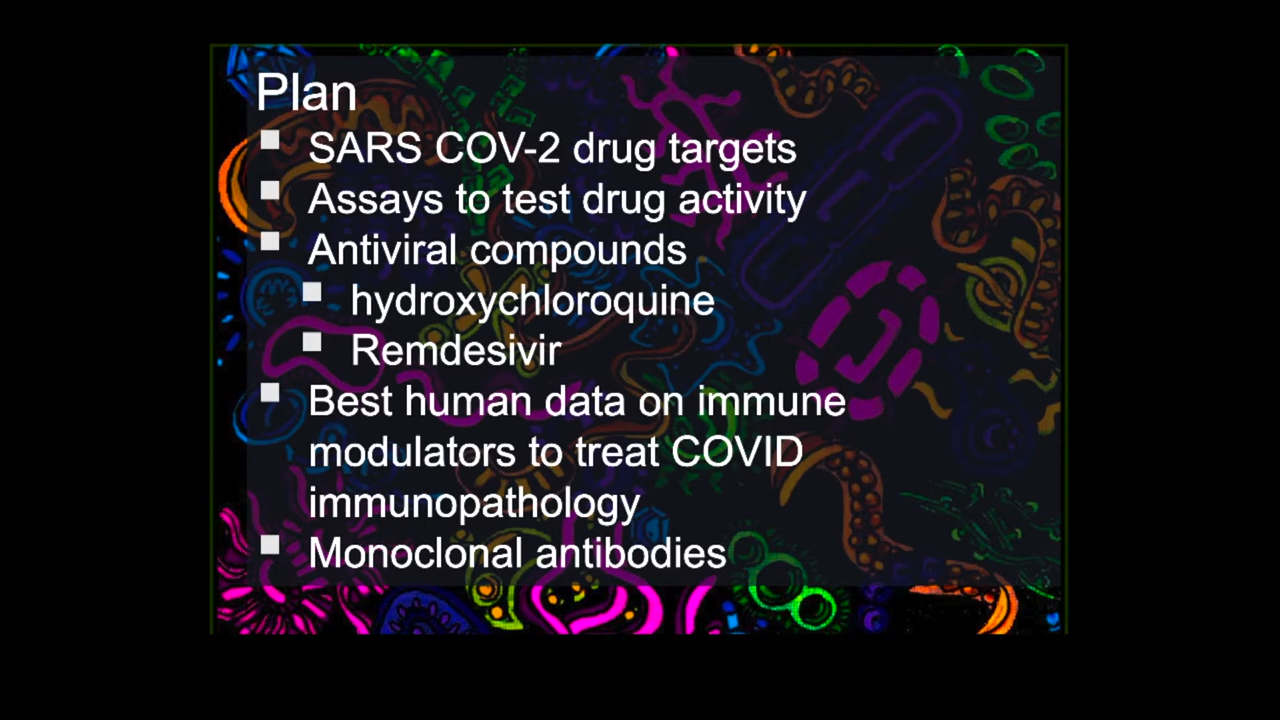 Plan
SARS COV-2 drug targets
Assays to test drug activity
Antiviral compounds
hydroxychloroquine
Remdesivir
Best human data on immune
modulators to treat COVID
immunopathology
Monoclonal antibodies